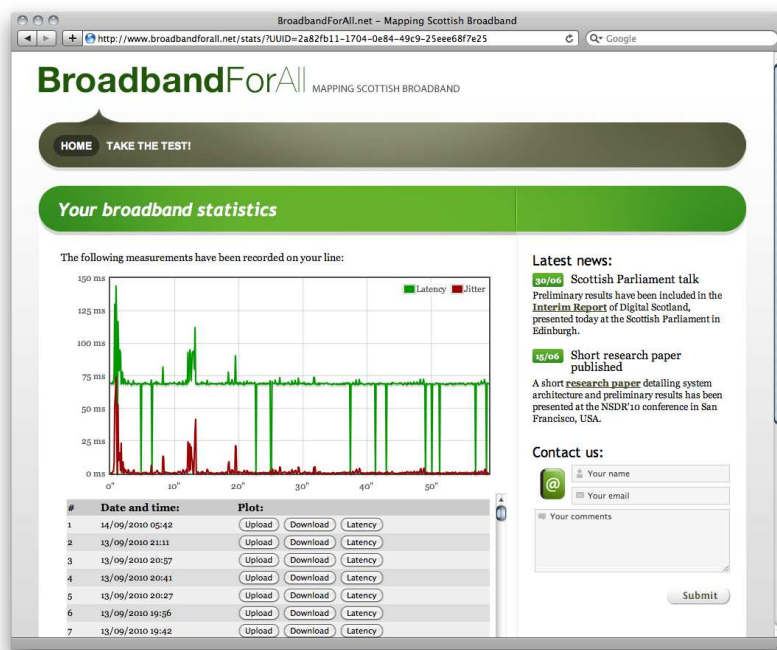 BroadbandForAll.net – Mapping Scottish Broadband
http://www.broadbandforall.net/stats/?UUID=2a82fb11-1704-0e84-49c9-25eee68f7e25
Google
BroadbandForAll MAPPING SCOTTISH BROADBAND
HOME TAKE THE TEST!
Your broadband statistics
The following measurements have been recorded on your line:
150 ms
125 ms
100 ms
75 ms
50 ms
25 ms
0 ms
Latency Jitter
0" 10" 20" 30" 40" 50"
# Date and time: Plot:
1 14/09/2010 05:42 Upload Download Latency
2 13/09/2010 21:11 Upload Download Latency
3 13/09/2010 20:57 Upload Download Latency
4 13/09/2010 20:41 Upload Download Latency
5 13/09/2010 20:27 Upload Download Latency
6 13/09/2010 19:56 Upload Download Latency
7 13/09/2010 19:42 Upload Download Latency
Latest news:
30/06 Scottish Parliament talk
Preliminary results have been included in the
Interim Report of Digital Scotland,
presented today at the Scottish Parliament in
Edinburgh.
15/06 Short research paper
published
A short research paper detailing system
architecture and preliminary results has been
presented at the NSDR'10 conference in San
Francisco, USA.
Contact us:
@
Your name
Your email
Your comments
Submit